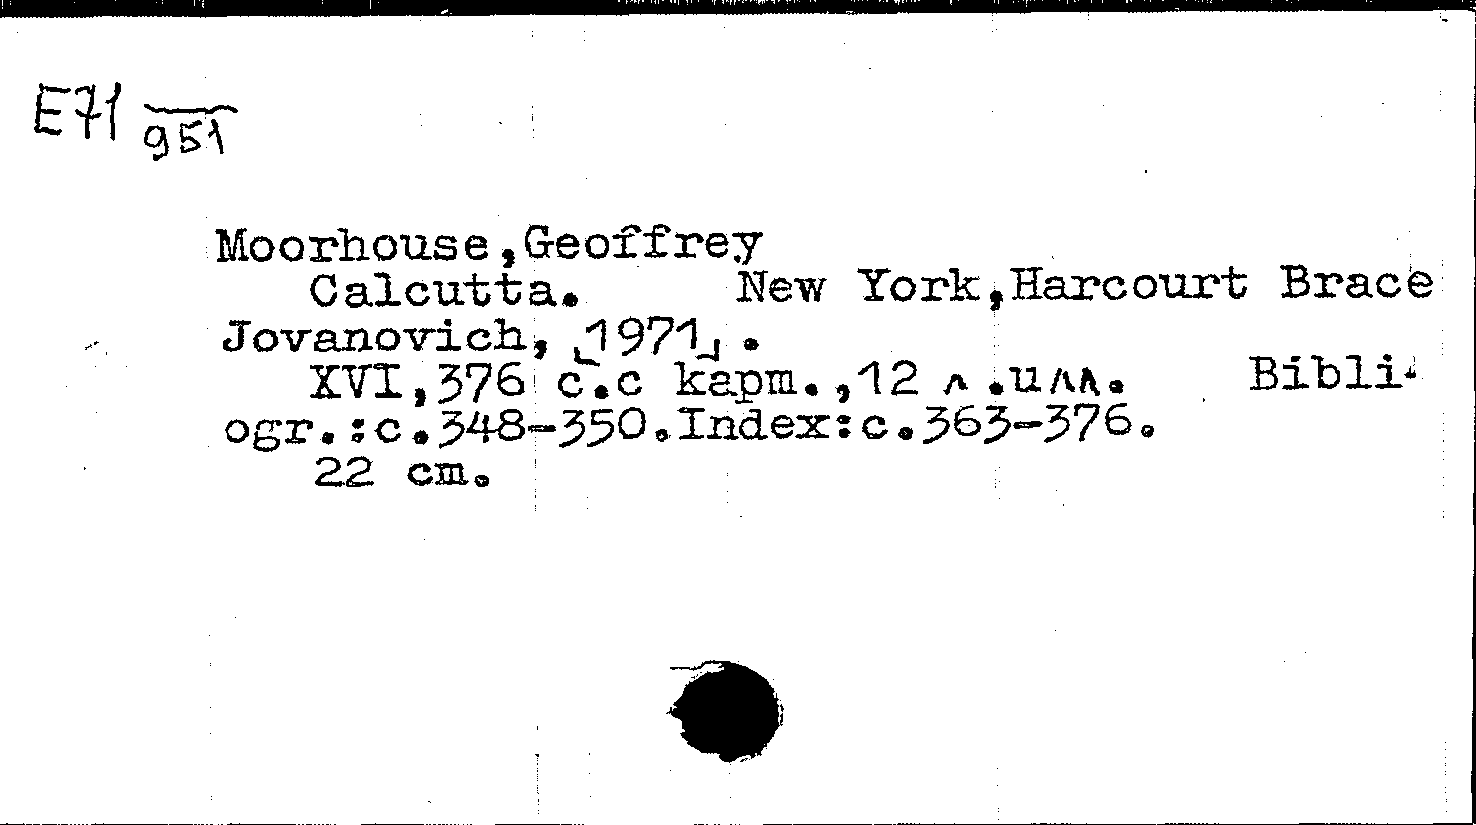 E71 951
Moorhouse,Geoffrey
Calcutta. New York,Harcourt Brace
Jovanovich, [1971].
XVI,376 с.с карт.,12 л.илл. Bibli-
ogr.:c.348-350.Index:c.363-376.
22 cm.